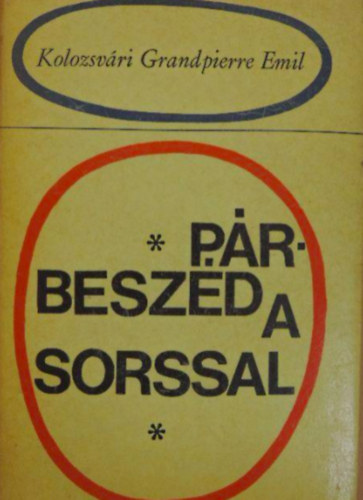 Kolozsvári Grandpierre Emil
* PÁR-
BESZÉD
A
SORSSAL
*